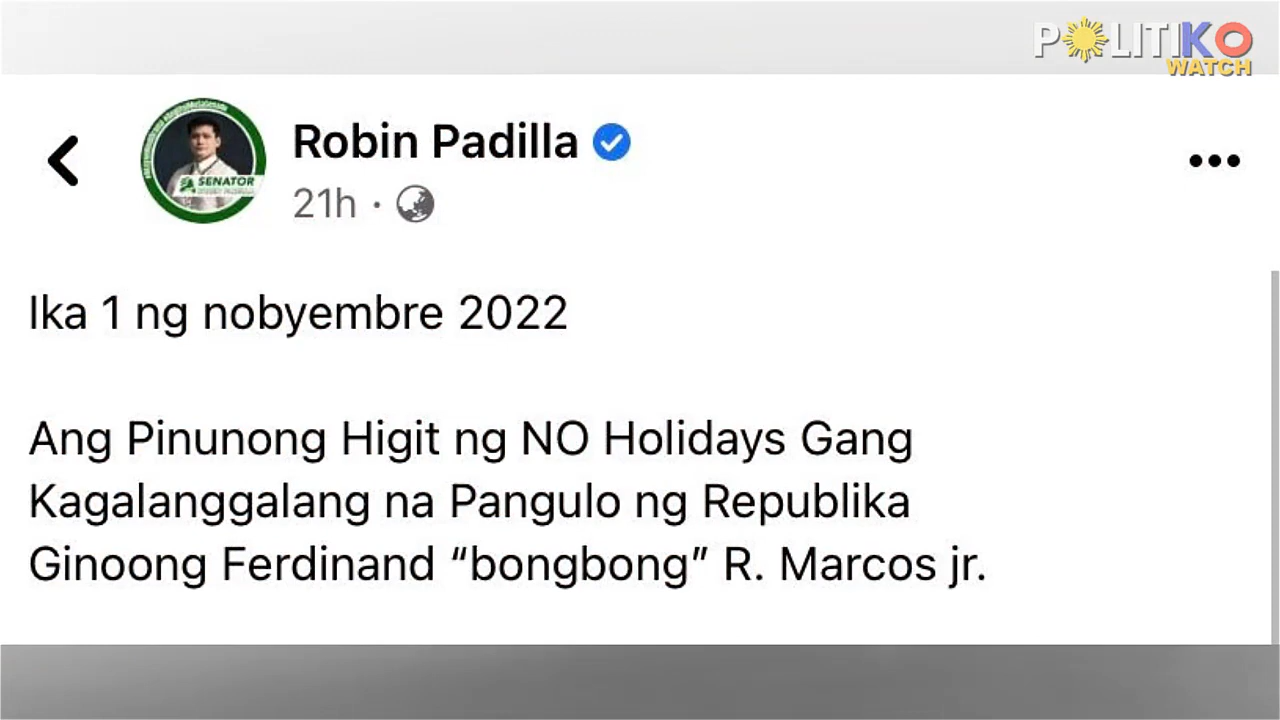 POLITIKO
WATCH
Robin Padilla
21h ·
SENATOR
Ika 1 ng nobyembre 2022
Ang Pinunong Higit ng NO Holidays Gang
Kagalanggalang na Pangulo ng Republika
Ginoong Ferdinand “bongbong” R. Marcos jr.